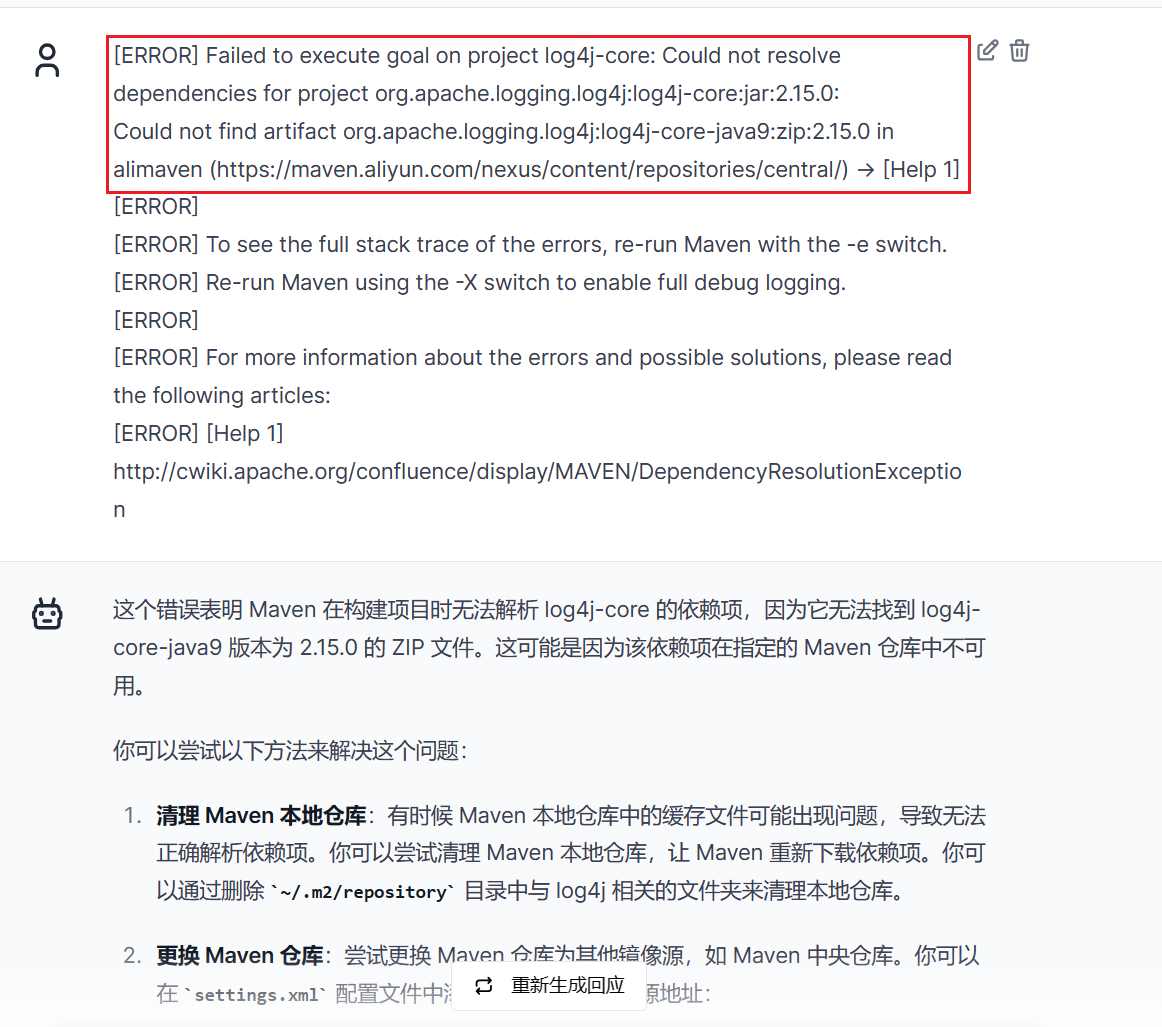 [ERROR] Failed to execute goal on project log4j-core: Could not resolve
dependencies for project org.apache.logging.log4j:log4j-core:jar:2.15.0:
Could not find artifact org.apache.logging.log4j:log4j-core-java9:zip:2.15.0 in
alimaven (https://maven.aliyun.com/nexus/content/repositories/central/) → [Help 1]
[ERROR]
[ERROR] To see the full stack trace of the errors, re-run Maven with the -e switch.
[ERROR] Re-run Maven using the -X switch to enable full debug logging.
[ERROR]
[ERROR] For more information about the errors and possible solutions, please read
the following articles:
[ERROR] [Help 1]
http://cwiki.apache.org/confluence/display/MAVEN/DependencyResolutionExceptio
n
这个错误表明 Maven 在构建项目时无法解析 log4j-core 的依赖项，因为它无法找到 log4j-
core-java9 版本为 2.15.0 的 ZIP 文件。这可能是因为该依赖项在指定的 Maven 仓库中不可
用。
你可以尝试以下方法来解决这个问题：
1. 清理 Maven 本地仓库：有时候 Maven 本地仓库中的缓存文件可能出现问题，导致无法
正确解析依赖项。你可以尝试清理 Maven 本地仓库，让 Maven 重新下载依赖项。你可
以通过删除 `~/.m2/repository` 目录中与 log4j 相关的文件夹来清理本地仓库。
2. 更换 Maven 仓库：尝试更换 Maven 仓库为其他镜像源，如 Maven 中央仓库。你可以
在 `settings.xml` 配置文件中 源地址：
重新生成回应